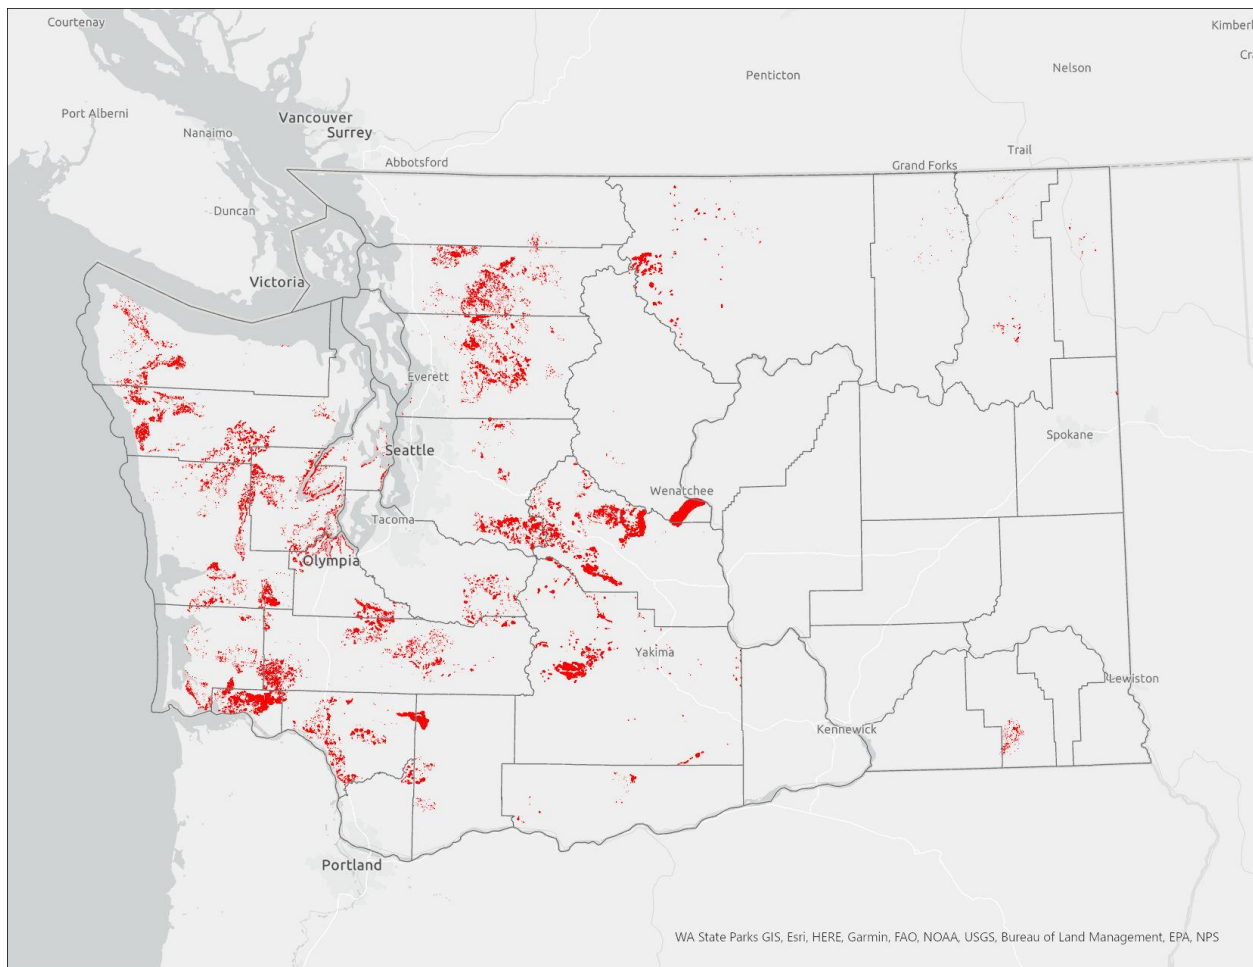 Courtenay
Kimberl
Cra
Nelson
Penticton
Port Alberni
Vancouver
Surrey
Nanaimo
Trail
Abbotsford
Grand Forks
Duncan
Victoria
Everett
Spokane
Seattle
Wenatchee
Tacoma
Olympia
Yakima
Lewiston
Kennewick
Portland
WA State Parks GIS, Esri, HERE, Garmin, FAO, NOAA, USGS, Bureau of Land Management, EPA, NPS